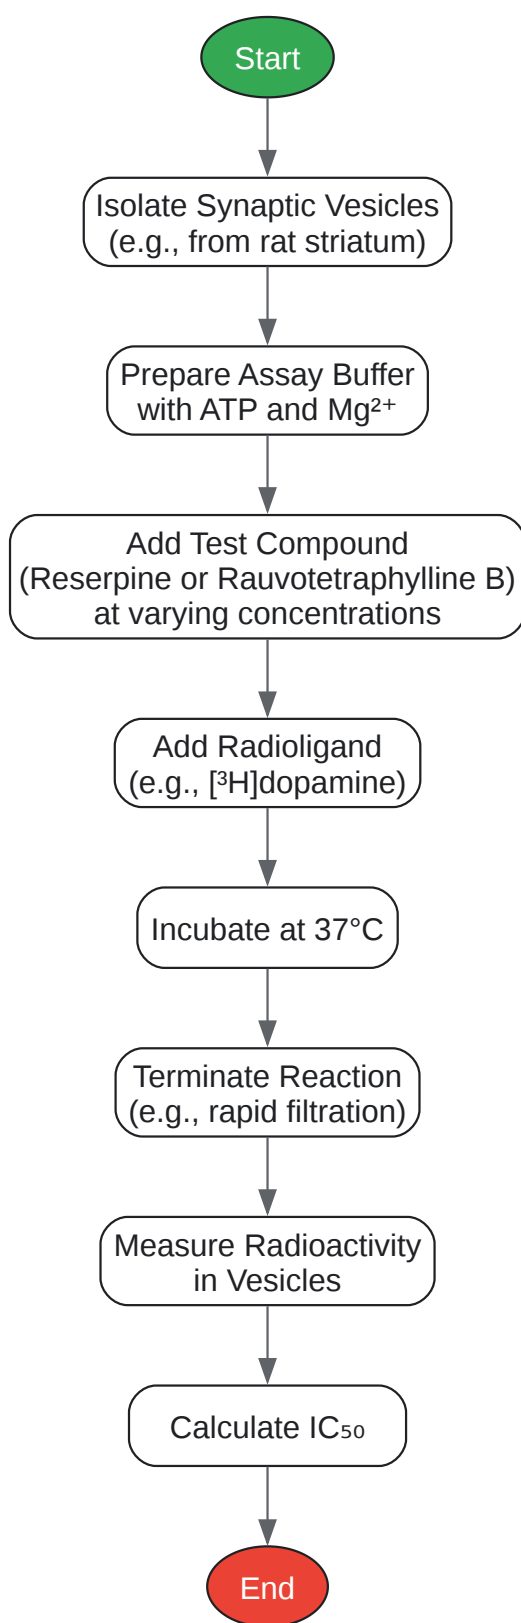 Start
Isolate Synaptic Vesicles
(e.g., from rat striatum)
Prepare Assay Buffer
with ATP and Mg²⁺
Add Test Compound
(Reserpine or Rauvotetraphylline B)
at varying concentrations
Add Radioligand
(e.g., [³H]dopamine)
Incubate at 37°C
Terminate Reaction
(e.g., rapid filtration)
Measure Radioactivity
in Vesicles
Calculate IC₅₀
End